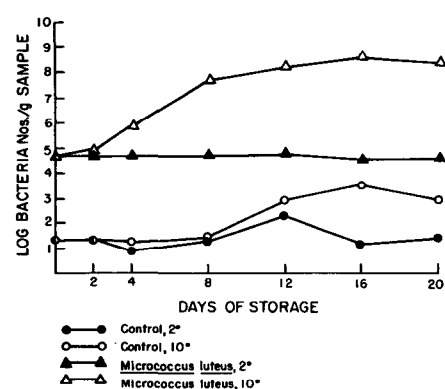 LOG BACTERIA Nos./g SAMPLE
10
9
8
7
6
5
4
3
2
1
2 4 8 12 16 20
DAYS OF STORAGE
Control, 2°
Control, 10°
Micrococcus luteus, 2°
Micrococcus luteus, 10°